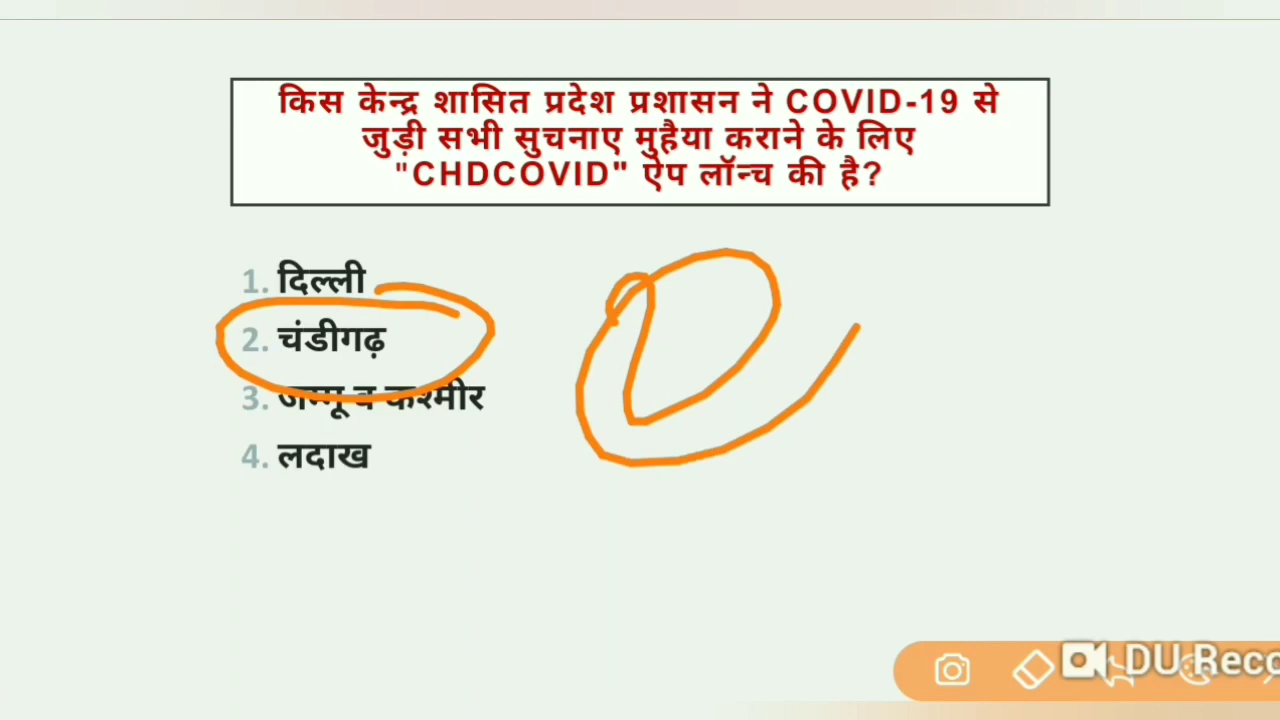 किस केन्द्र शासित प्रदेश प्रशासन ने COVID-19 से
जुड़ी सभी सुचनाए मुहैया कराने के लिए
"CHDCOVID" ऐप लॉन्च की है?
1. दिल्ली
2. चंडीगढ़
3. जम्मू व कश्मीर
4. लदाख
DU Reco